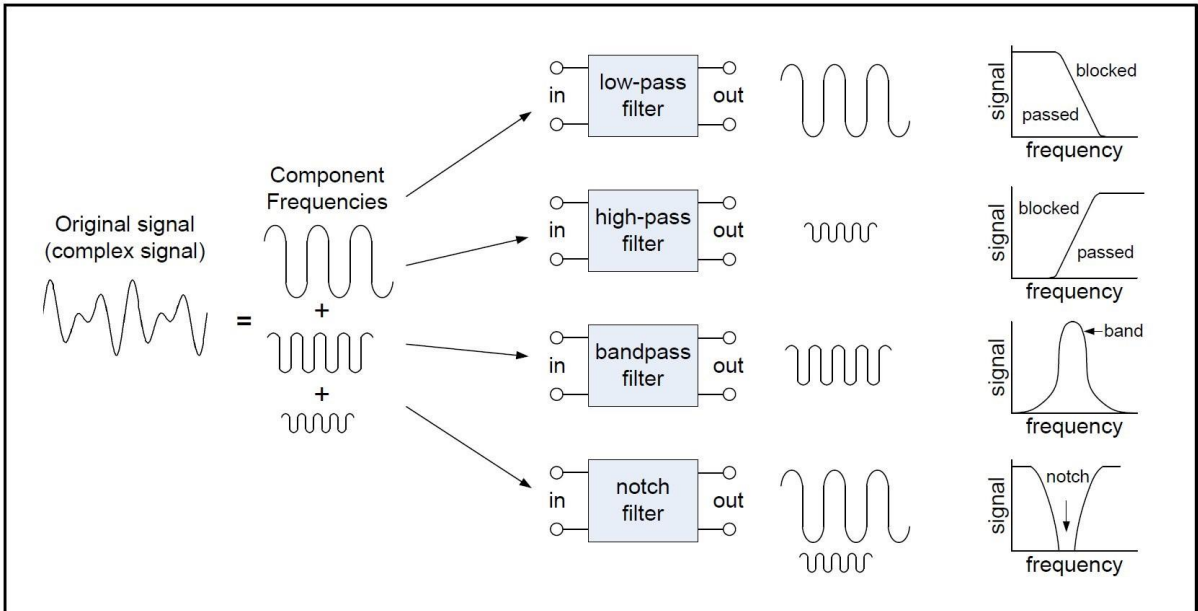 Original signal
(complex signal)
=
Component
Frequencies
+
+
in
low-pass
filter
out
signal
blocked
passed
frequency
in
high-pass
filter
out
signal
blocked
passed
frequency
in
bandpass
filter
out
signal
band
frequency
in
notch
filter
out
signal
notch
frequency